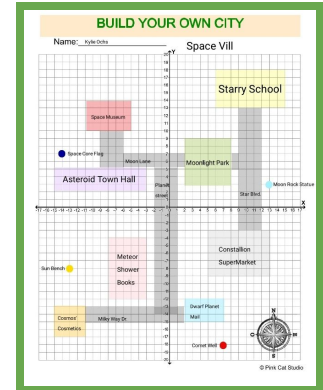 BUILD YOUR OWN CITY
Name: Kylie Ochs
Space Vill
Y
Starry School
Space Museum
Space Core Flag
Moon Lane
Moonlight Park
Asteroid Town Hall
Planet
street
Star Blvd.
Moon Rock Statue
X
Meteor
Shower
Books
Constallion
SuperMarket
Sun Bench
Cosmos'
Cosmetics
Milky Way Dr.
Dwarf Planet
Mall
Comet Well
N
© Pink Cat Studio